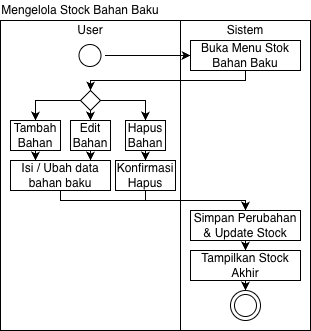 Mengelola Stock Bahan Baku
User
Sistem
Buka Menu Stok
Bahan Baku
Tambah
Bahan
Edit
Bahan
Hapus
Bahan
Isi / Ubah data
bahan baku
Konfirmasi
Hapus
Simpan Perubahan
& Update Stock
Tampilkan Stock
Akhir